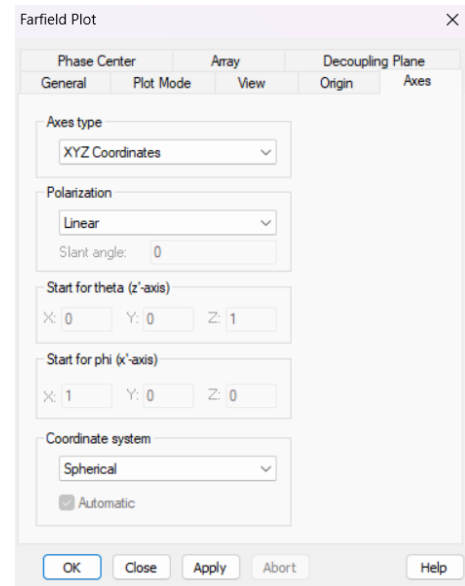 Farfield Plot
Phase Center Array Decoupling Plane
General Plot Mode View Origin Axes
Axes type
XYZ Coordinates
Polarization
Linear
Slant angle: 0
Start for theta (z'-axis)
X: 0 Y: 0 Z: 1
Start for phi (x'-axis)
X: 1 Y: 0 Z: 0
Coordinate system
Spherical
Automatic
OK Close Apply Abort Help